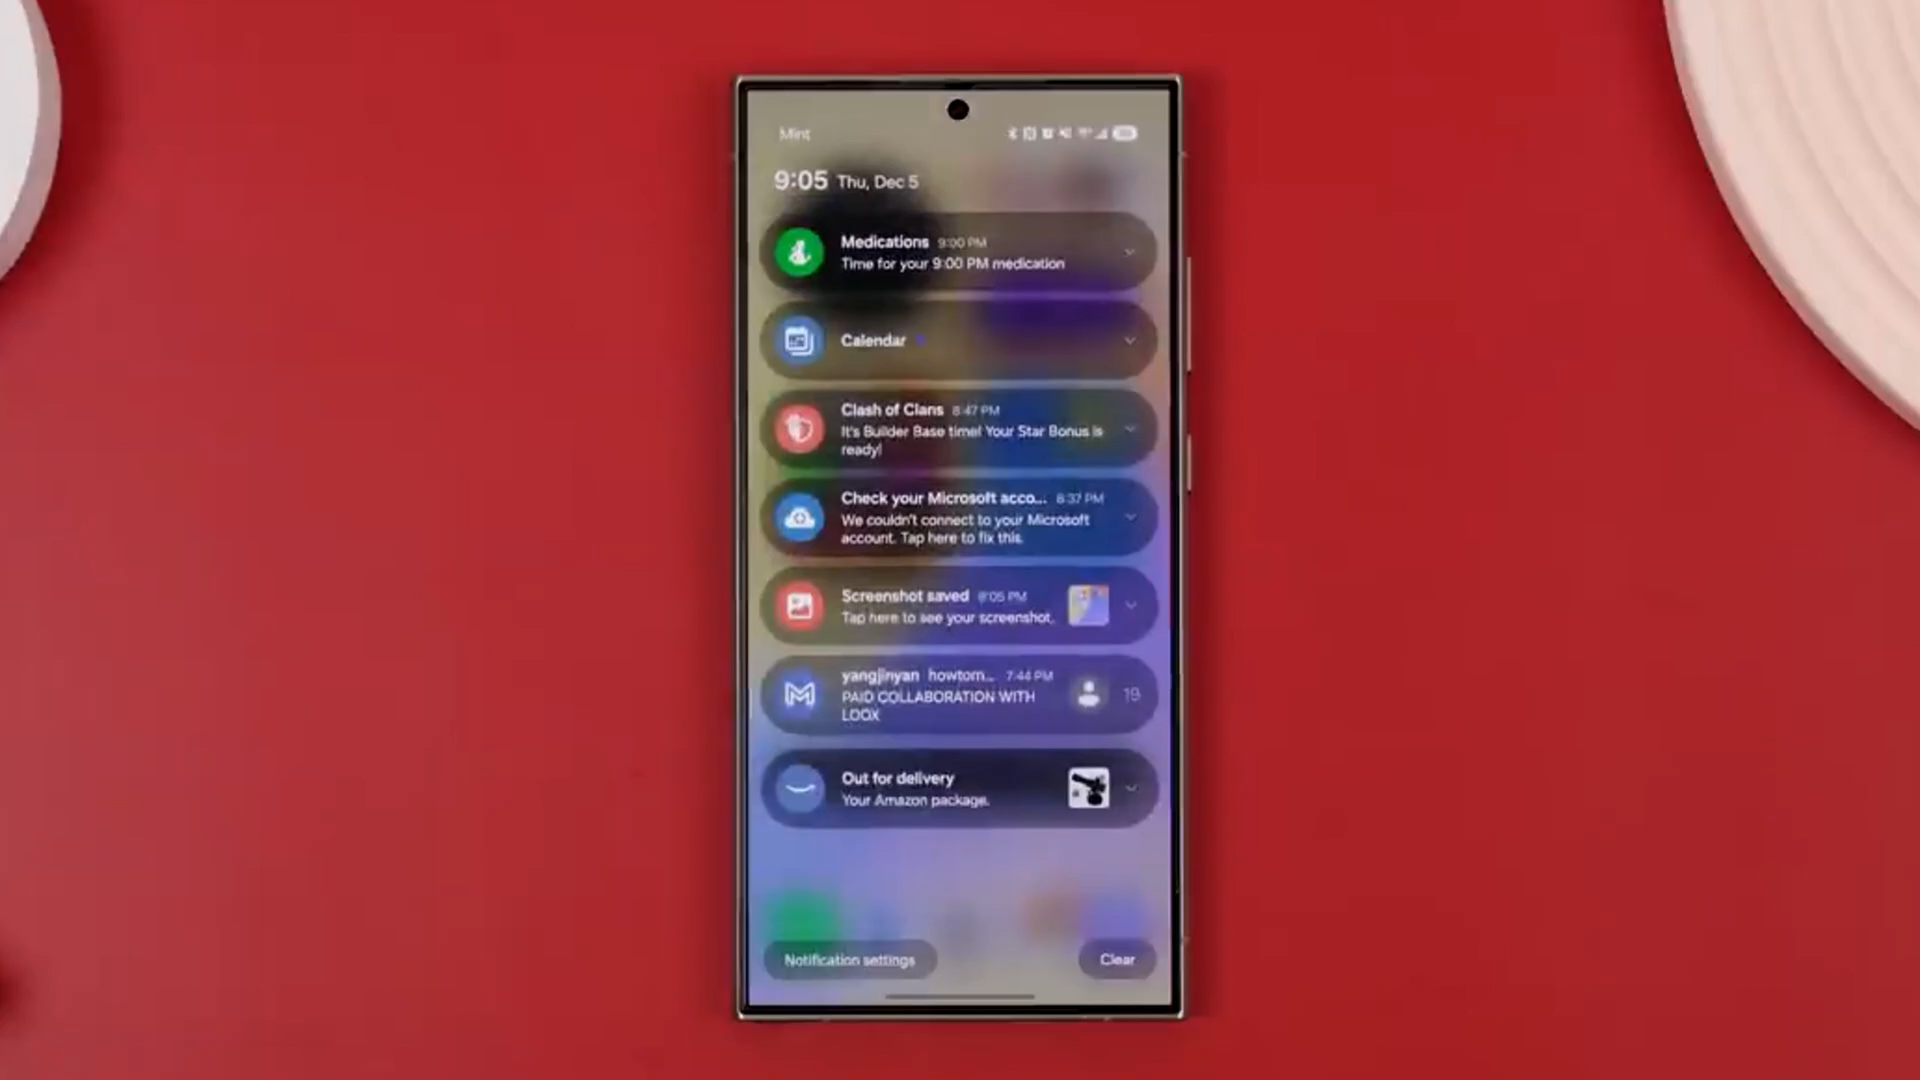 Mint
9:05 Thu, Dec 5
Medications 9:00 PM
Time for your 9:00 PM medication
Calendar
Clash of Clans 8:47 PM
It's Builder Base time! Your Star Bonus is
ready!
Check your Microsoft acco... 8:37 PM
We couldn't connect to your Microsoft
account. Tap here to fix this.
Screenshot saved 9:05 PM
Tap here to see your screenshot.
yangjinyan howtom... 7:44 PM
PAID COLLABORATION WITH
LOOX
19
Out for delivery
Your Amazon package.
Notification settings
Clear